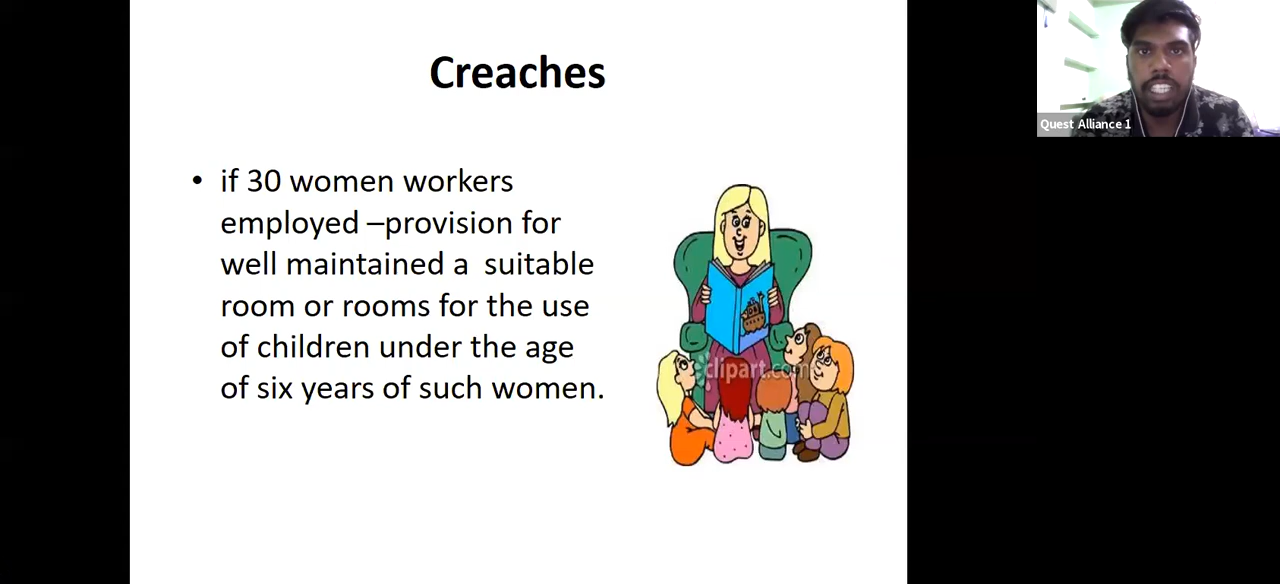 Creaches
• if 30 women workers
employed –provision for
well maintained a  suitable
room or rooms for the use
of children under the age
of six years of such women.
clipart.com
Quest Alliance 1